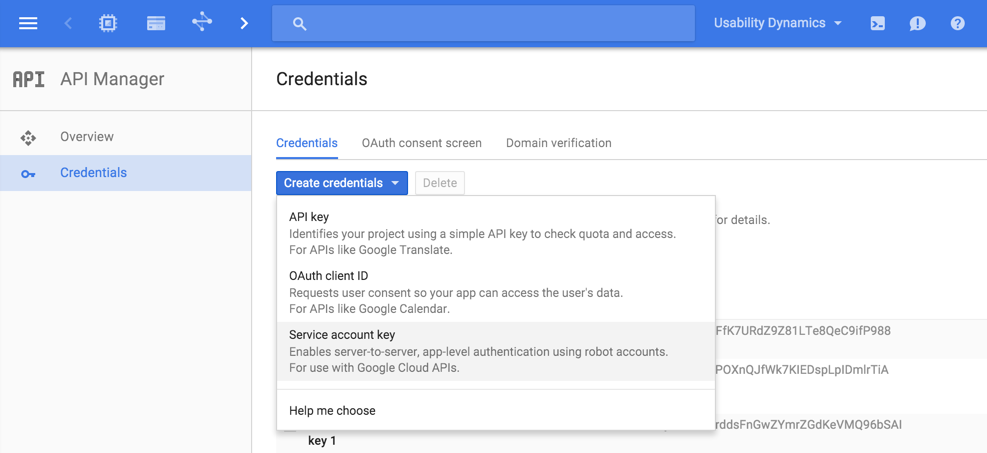 Usability Dynamics
API API Manager
Credentials
Overview
Credentials
Credentials OAuth consent screen Domain verification
Create credentials Delete
API key
Identifies your project using a simple API key to check quota and access.
For APIs like Google Translate.
for details.
OAuth client ID
Requests user consent so your app can access the user's data.
For APIs like Google Calendar.
Service account key
FfK7URdZ9Z81LTe8QeC9ifP988
Enables server-to-server, app-level authentication using robot accounts.
For use with Google Cloud APIs.
POXnQJfWk7KIEDspLpIDmlrTiA
Help me choose
rddsFnGwZYmrZGdKeVMQ96bSAI
key 1